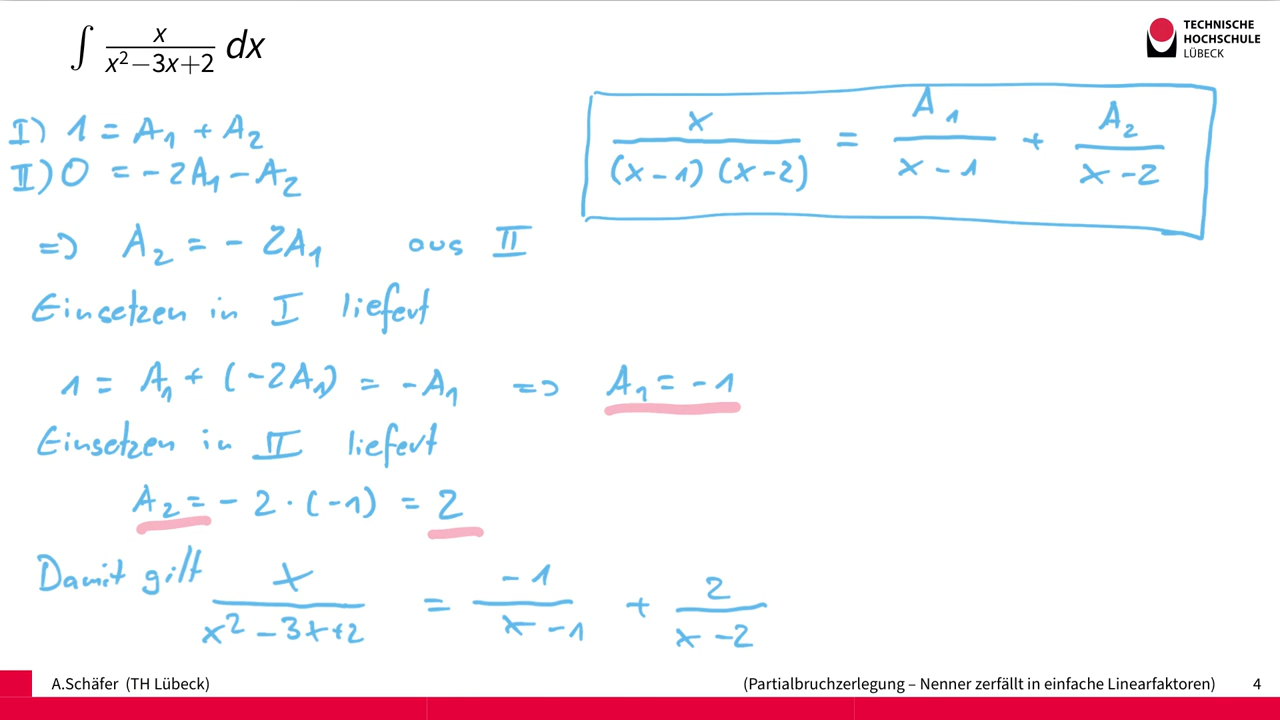 ∫ x/(x²−3x+2) dx
TECHNISCHE
HOCHSCHULE
LÜBECK
x/((x-1)(x-2)) = A₁/(x-1) + A₂/(x-2)
I) 1 = A₁ + A₂
II) 0 = -2A₁ - A₂
=> A₂ = - 2A₁ aus II
Einsetzen in I liefert
1 = A₁ + (-2A₁) = -A₁ => A₁ = -1
Einsetzen in II liefert
A₂ = - 2 · (-1) = 2
Damit gilt x/(x²-3x+2) = -1/(x-1) + 2/(x-2)
A.Schäfer (TH Lübeck) (Partialbruchzerlegung – Nenner zerfällt in einfache Linearfaktoren) 4